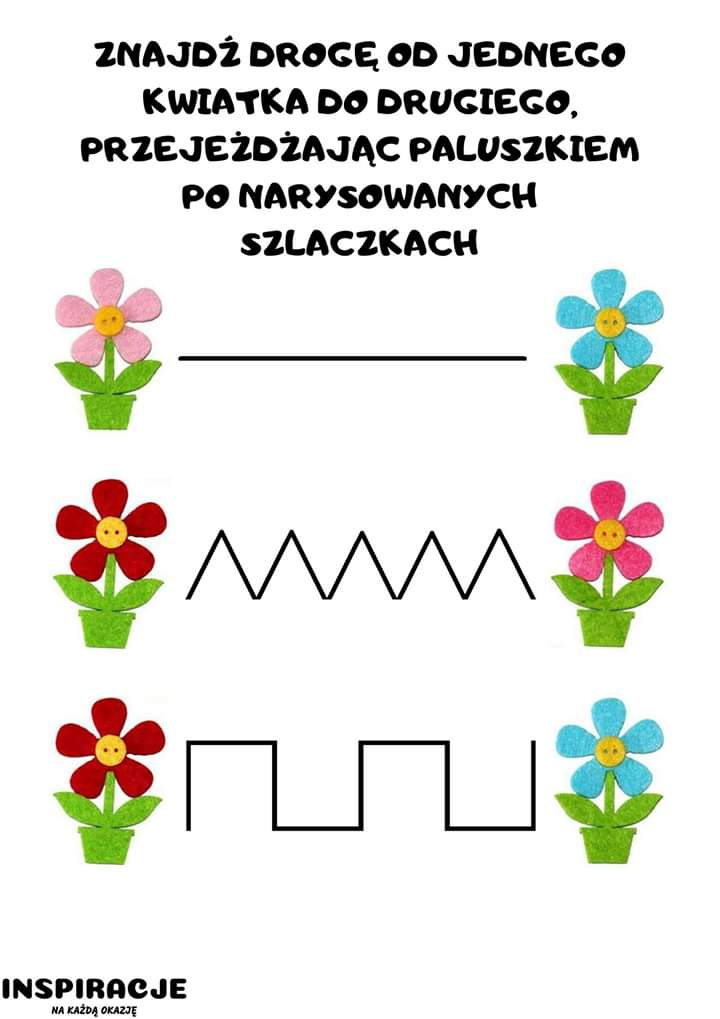 ZNAJDŹ DROGĘ OD JEDNEGO
KWIATKA DO DRUGIEGO,
PRZEJEŻDŻAJĄC PALUSZKIEM
PO NARYSOWANYCH
SZLACZKACH
INSPIRACJE
NA KAŻDĄ OKAZJĘ